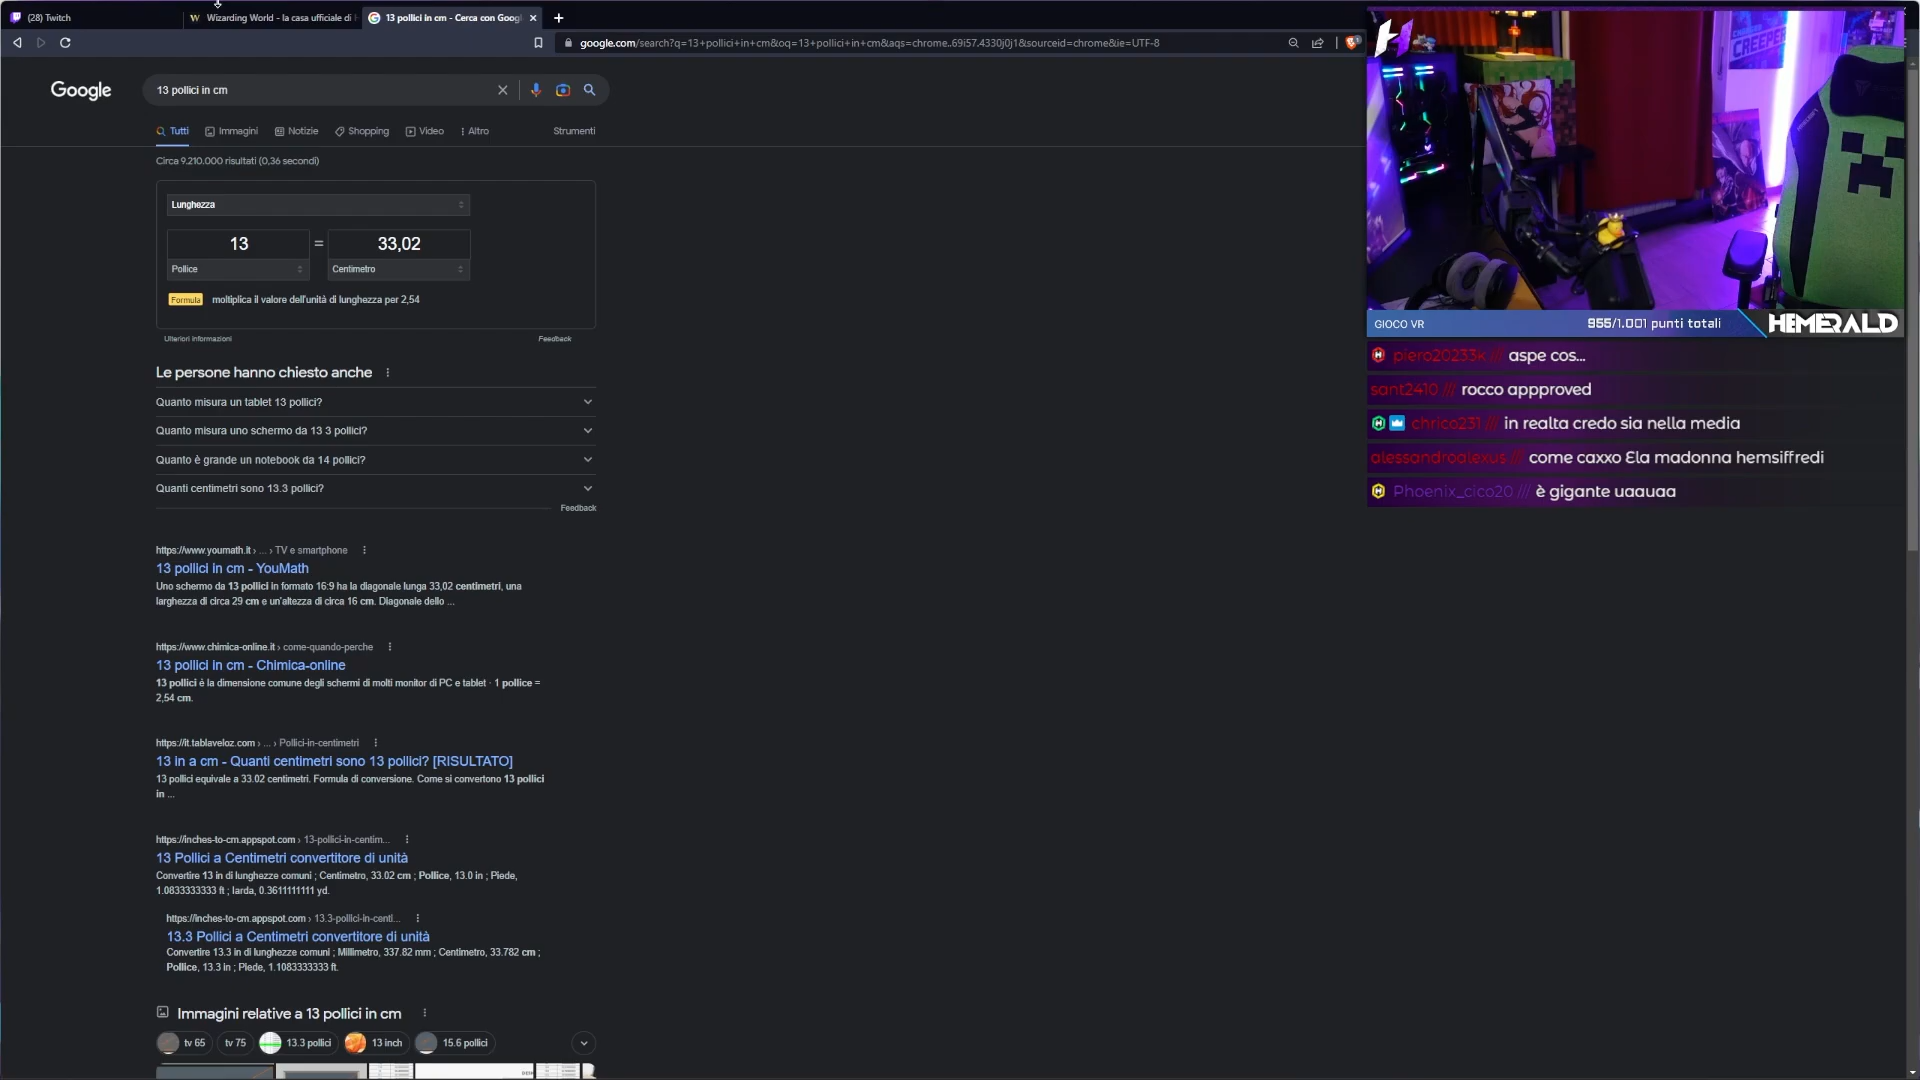 (28) Twitch
Wizarding World - la casa ufficiale di
13 pollici in cm - Cerca con Googl
google.com/search?q=13+pollici+in+cm&oq=13+pollici+in+cm&aqs=chrome..69i57.4330j0j1&sourceid=chrome&ie=UTF-8
Google
13 pollici in cm
Tutti Immagini Notizie Shopping Video Altro Strumenti
Circa 9.210.000 risultati (0,36 secondi)
Lunghezza
13 = 33,02
Pollice Centimetro
Formula moltiplica il valore dell'unità di lunghezza per 2,54
Ulteriori informazioni Feedback
Le persone hanno chiesto anche
Quanto misura un tablet 13 pollici?
Quanto misura uno schermo da 13 3 pollici?
Quanto è grande un notebook da 14 pollici?
Quanti centimetri sono 13.3 pollici?
Feedback
https://www.youmath.it › ... › TV e smartphone
13 pollici in cm - YouMath
Uno schermo da 13 pollici in formato 16:9 ha la diagonale lunga 33,02 centimetri, una
larghezza di circa 29 cm e un'altezza di circa 16 cm. Diagonale dello ...
https://www.chimica-online.it › come-quando-perche
13 pollici in cm - Chimica-online
13 pollici è la dimensione comune degli schermi di molti monitor di PC e tablet · 1 pollice =
2,54 cm.
https://it.tablaveloz.com › ... › Pollici-in-centimetri
13 in a cm - Quanti centimetri sono 13 pollici? [RISULTATO]
13 pollici equivale a 33.02 centimetri. Formula di conversione. Come si convertono 13 pollici
in ...
https://inches-to-cm.appspot.com › 13-pollici-in-centim...
13 Pollici a Centimetri convertitore di unità
Convertire 13 in di lunghezze comuni ; Centimetro, 33.02 cm ; Pollice, 13.0 in ; Piede,
1.0833333333 ft ; Iarda, 0.3611111111 yd.
https://inches-to-cm.appspot.com › 13.3-pollici-in-centi...
13.3 Pollici a Centimetri convertitore di unità
Convertire 13.3 in di lunghezze comuni ; Millimetro, 337.82 mm ; Centimetro, 33.782 cm ;
Pollice, 13.3 in ; Piede, 1.1083333333 ft.
Immagini relative a 13 pollici in cm
tv 65 tv 75 13.3 pollici 13 inch 15.6 pollici
CREEPER
GIOCO VR 955/1.001 punti totali HEMERALD
piero20233k /// aspe cos...
sant2410 /// rocco appproved
chrico231 /// in realta credo sia nella media
alessandroalexus /// come caxxo Ela madonna hemsiffredi
Phoenix_cico20 /// è gigante uauuaa